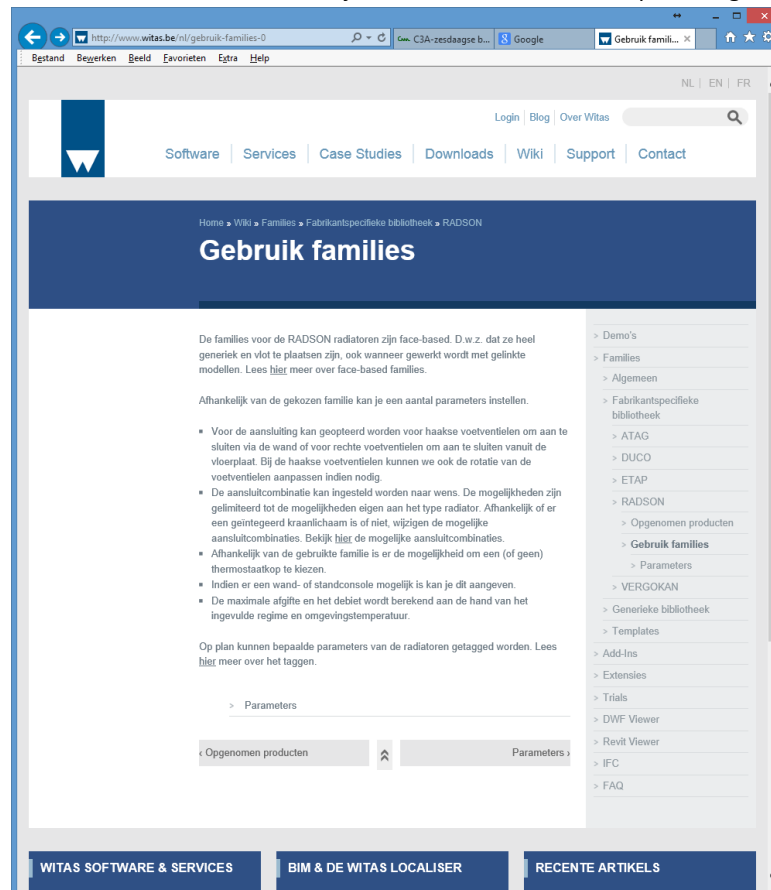 http://www.witas.be/nl/gebruik-families-0
C3A-zesdaagse b...
Google
Gebruik famili...
Bestand Bewerken Beeld Favorieten Extra Help
NL | EN | FR
Login | Blog | Over Witas
Software | Services | Case Studies | Downloads | Wiki | Support | Contact
Home » Wiki » Families » Fabrikantspecifieke bibliotheek » RADSON
Gebruik families
De families voor de RADSON radiatoren zijn face-based. D.w.z. dat ze heel
generiek en vlot te plaatsen zijn, ook wanneer gewerkt wordt met gelinkte
modellen. Lees hier meer over face-based families.
Afhankelijk van de gekozen familie kan je een aantal parameters instellen.
Voor de aansluiting kan geopteerd worden voor haakse voetventielen om aan te
sluiten via de wand of voor rechte voetventielen om aan te sluiten vanuit de
vloerplaat. Bij de haakse voetventielen kunnen we ook de rotatie van de
voetventielen aanpassen indien nodig.
De aansluitcombinatie kan ingesteld worden naar wens. De mogelijkheden zijn
gelimiteerd tot de mogelijkheden eigen aan het type radiator. Afhankelijk of er
een geïntegeerd kraanlichaam is of niet, wijzigen de mogelijke
aansluitcombinaties. Bekijk hier de mogelijke aansluitcombinaties.
Afhankelijk van de gebruikte familie is er de mogelijkheid om een (of geen)
thermostaatkop te kiezen.
Indien er een wand- of standconsole mogelijk is kan je dit aangeven.
De maximale afgifte en het debiet wordt berekend aan de hand van het
ingevulde regime en omgevingstemperatuur.
Op plan kunnen bepaalde parameters van de radiatoren getagged worden. Lees
hier meer over het taggen.
> Parameters
‹ Opgenomen producten
Parameters ›
> Demo's
> Families
> Algemeen
> Fabrikantspecifieke
bibliotheek
> ATAG
> DUCO
> ETAP
> RADSON
> Opgenomen producten
> Gebruik families
> Parameters
> VERGOKAN
> Generieke bibliotheek
> Templates
> Add-Ins
> Extensies
> Trials
> DWF Viewer
> Revit Viewer
> IFC
> FAQ
WITAS SOFTWARE & SERVICES
BIM & DE WITAS LOCALISER
RECENTE ARTIKELS